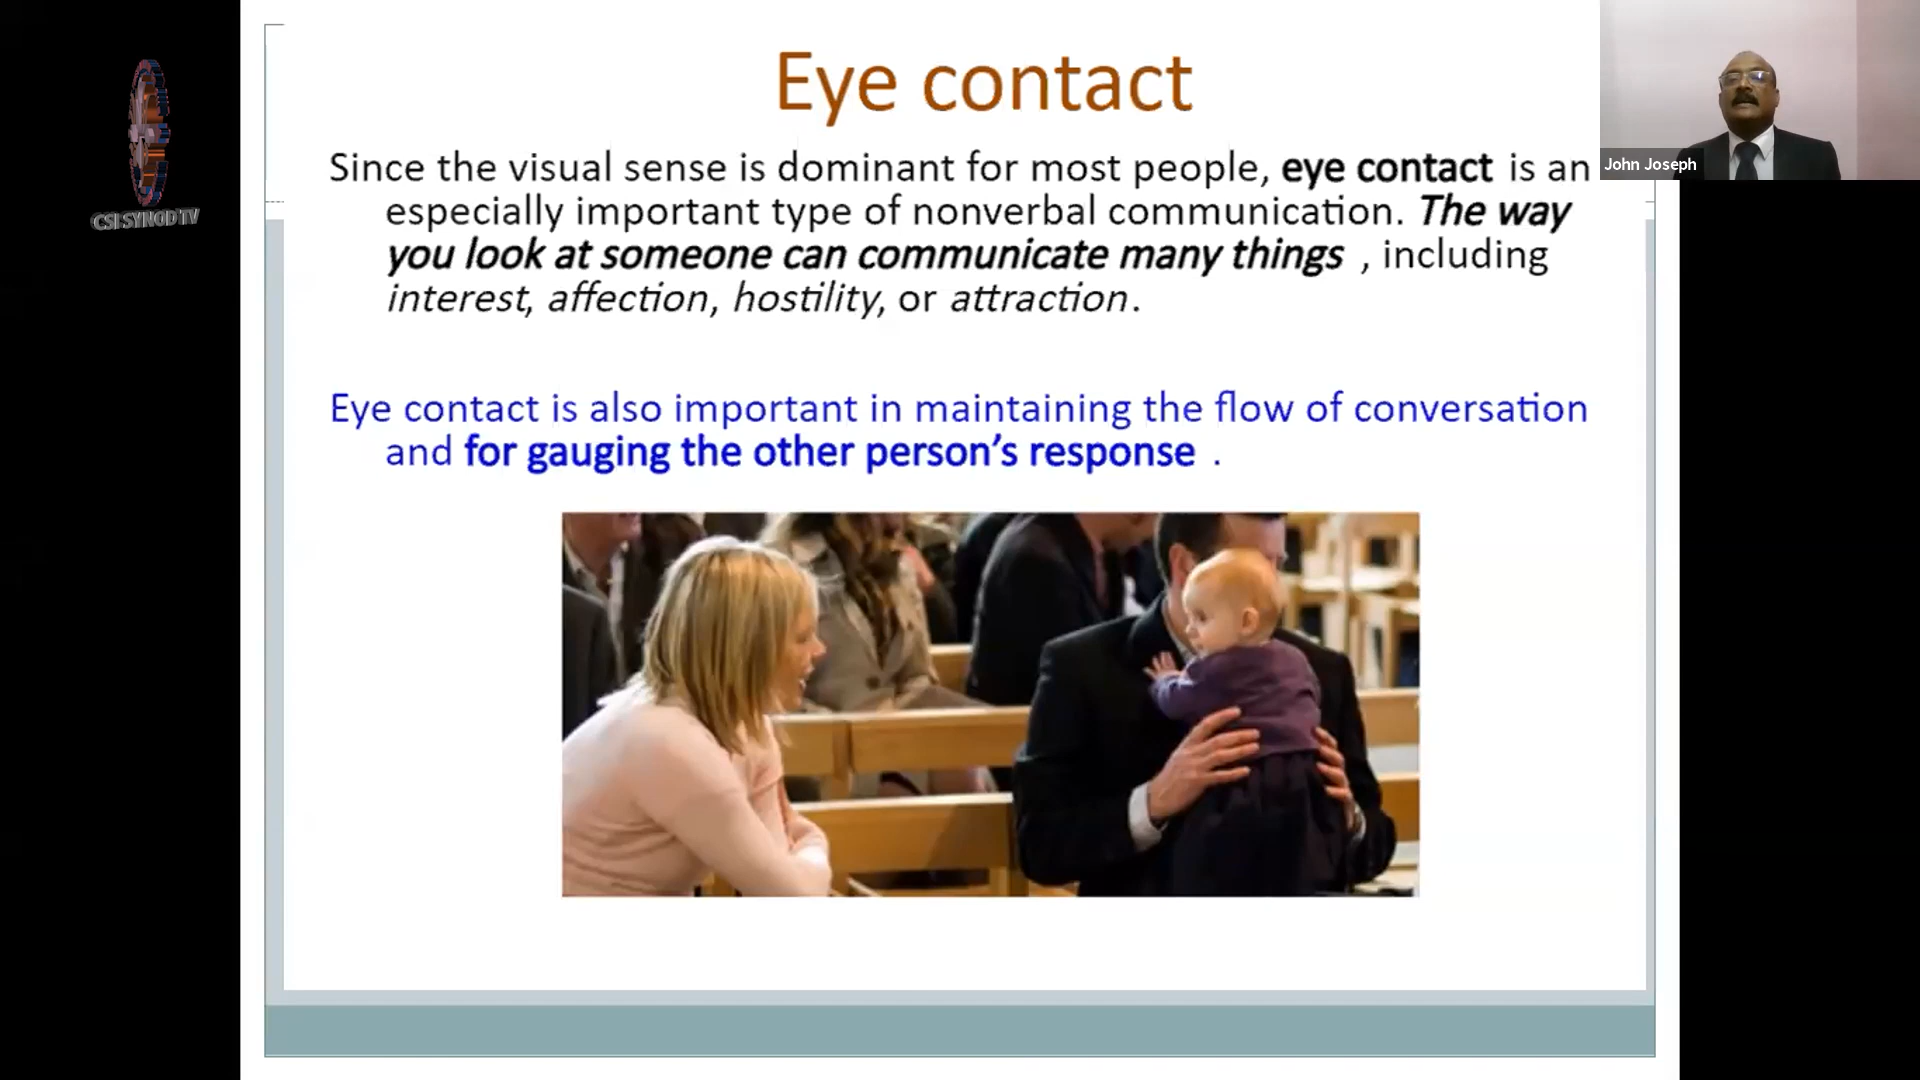 Eye contact
Since the visual sense is dominant for most people, eye contact is an
especially important type of nonverbal communication. The way
you look at someone can communicate many things , including
interest, affection, hostility, or attraction.
Eye contact is also important in maintaining the flow of conversation
and for gauging the other person's response .
John Joseph
CSI SYNOD TV